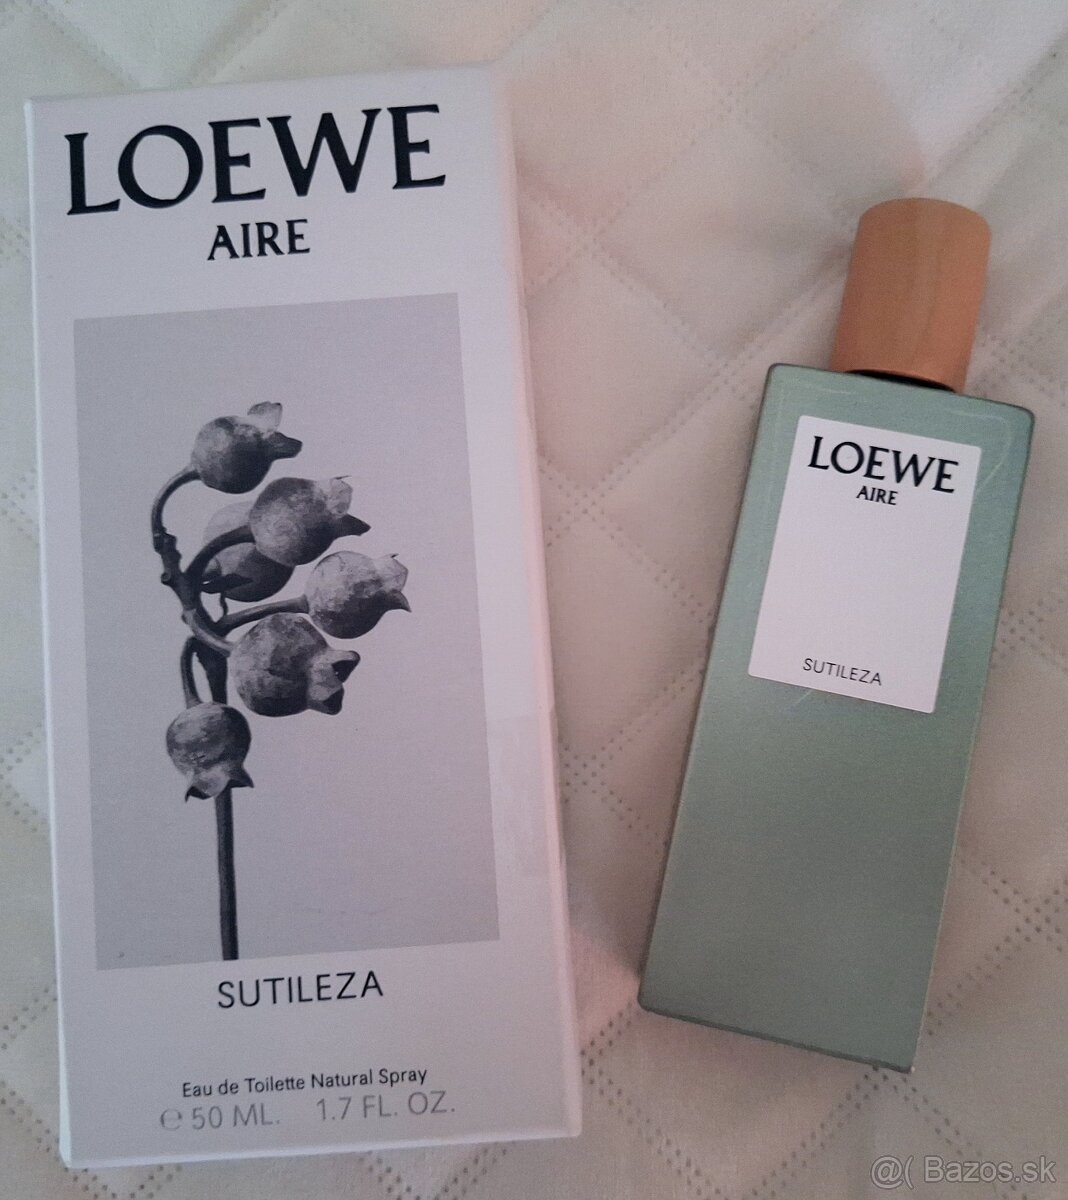 LOEWE
AIRE
SUTILEZA
Eau de Toilette Natural Spray
℮ 50 ML. 1.7 FL. OZ.
LOEWE
AIRE
SUTILEZA
@( Bazos.sk